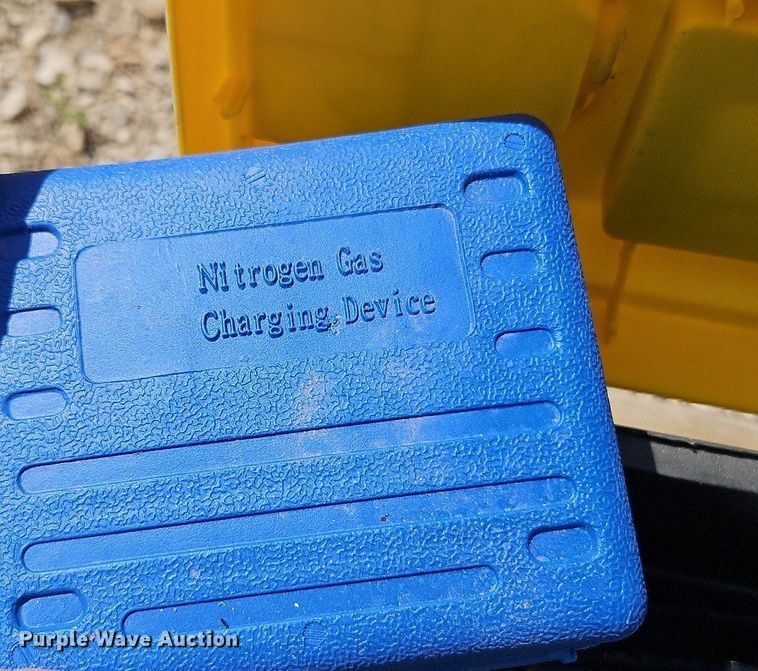 Nitrogen Gas
Charging Device
Purple Wave Auction